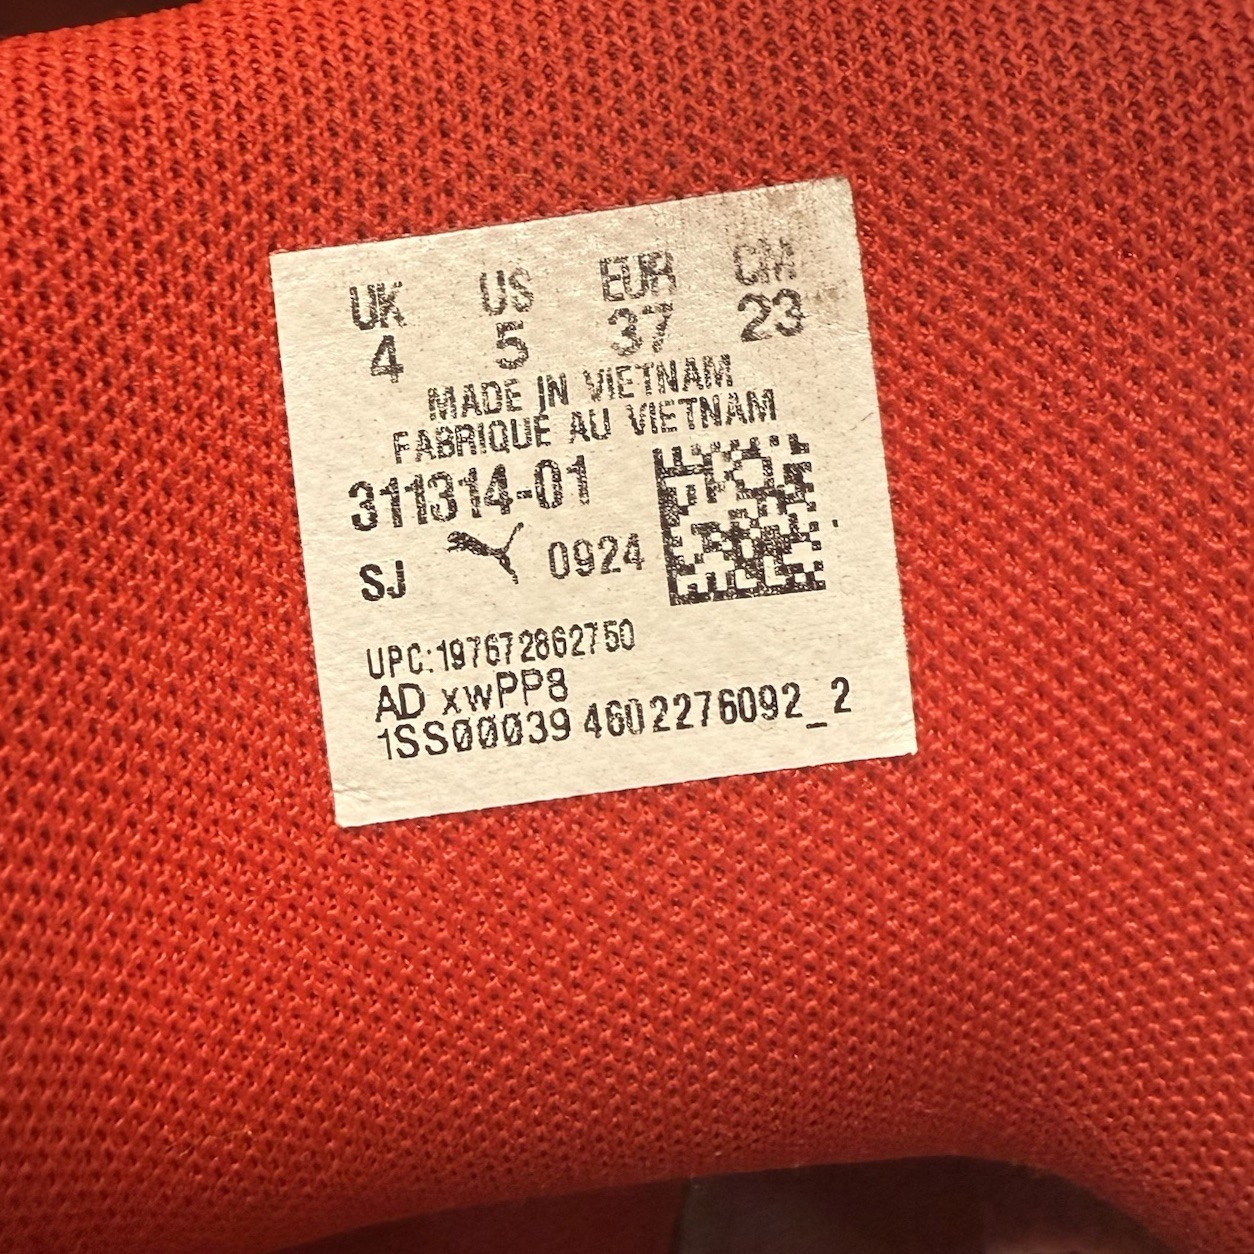 UK US EUR CM
4 5 37 23
MADE IN VIETNAM
FABRIQUE AU VIETNAM
311314-01
SJ 0924
UPC:197672862750
AD xwPP8
1SS00039 4602276092_2